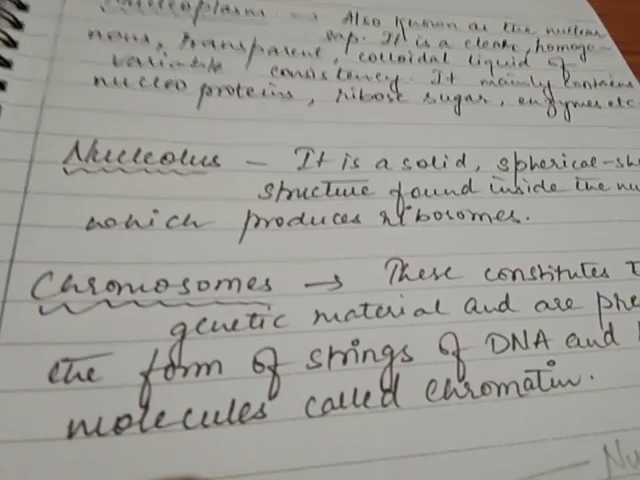 Also known as the nuclear
sap. It is a clear, homoge-
nous, transparent, colloidal liquid of
variable consistency. It mainly contains
nucleo proteins, ribose sugar, enzymes etc
Nucleolus - It is a solid, spherical-sh
structure found inside the nu
which produces ribosomes.
Chromosomes → These constitutes t
genetic material and are pre
the form of strings of DNA and
molecules called chromatin.
Nu